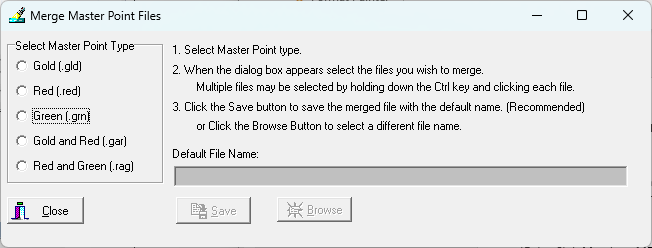 Merge Master Point Files
Select Master Point Type
Gold (.gld)
Red (.red)
Green (.grn)
Gold and Red (.gar)
Red and Green (.rag)
1. Select Master Point type.
2. When the dialog box appears select the files you wish to merge.
Multiple files may be selected by holding down the Ctrl key and clicking each file.
3. Click the Save button to save the merged file with the default name. (Recommended)
or Click the Browse Button to select a different file name.
Default File Name:
Close
Save
Browse